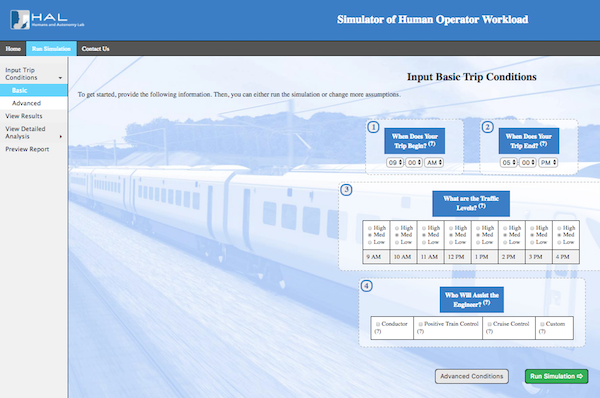 HAL
Humans and Autonomy Lab
Simulator of Human Operator Workload
Home Run Simulation Contact Us
Input Trip
Conditions
Basic
Advanced
View Results
View Detailed
Analysis
Preview Report
Input Basic Trip Conditions
To get started, provide the following information. Then, you can either run the simulation or change more assumptions.
1
When Does Your
Trip Begin? (?)
09 00 AM
2
When Does Your
Trip End? (?)
05 00 PM
3
What are the Traffic
Levels? (?)
High High High High High High High High
Med Med Med Med Med Med Med Med
Low Low Low Low Low Low Low Low
9 AM 10 AM 11 AM 12 PM 1 PM 2 PM 3 PM 4 PM
4
Who Will Assist the
Engineer? (?)
Conductor Positive Train Control Cruise Control Custom
(?) (?) (?) (?)
Advanced Conditions Run Simulation ⇨